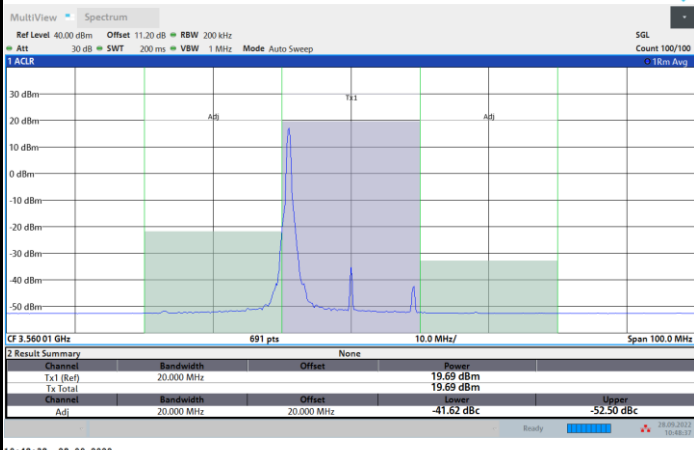 MultiView Spectrum
Ref Level 40.00 dBm Offset 11.20 dB RBW 200 kHz SGL
Att 30 dB SWT 200 ms VBW 1 MHz Mode Auto Sweep Count 100/100
1 ACLR 1Rm Avg
30 dBm
Tx1
20 dBm
Adj Adj
10 dBm
0 dBm
-10 dBm
-20 dBm
-30 dBm
-40 dBm
-50 dBm
CF 3.560 01 GHz 691 pts 10.0 MHz/ Span 100.0 MHz
2 Result Summary None
Channel Bandwidth Offset Power
Tx1 (Ref) 20.000 MHz 19.69 dBm
Tx Total 19.69 dBm
Channel Bandwidth Offset Lower Upper
Adj 20.000 MHz 20.000 MHz -41.62 dBc -52.50 dBc
Ready 28.09.2022
10:48:37